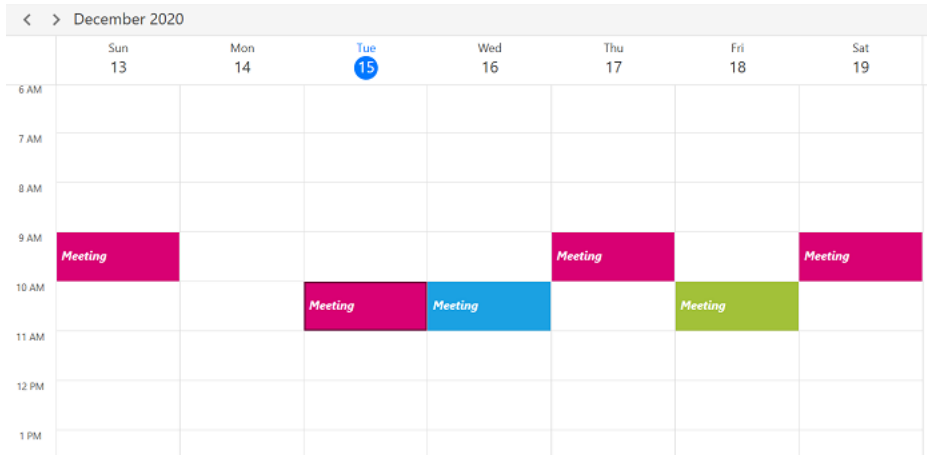 December 2020
Sun Mon Tue Wed Thu Fri Sat
13 14 15 16 17 18 19
6 AM
7 AM
8 AM
9 AM
Meeting Meeting Meeting
10 AM
Meeting Meeting Meeting
11 AM
12 PM
1 PM